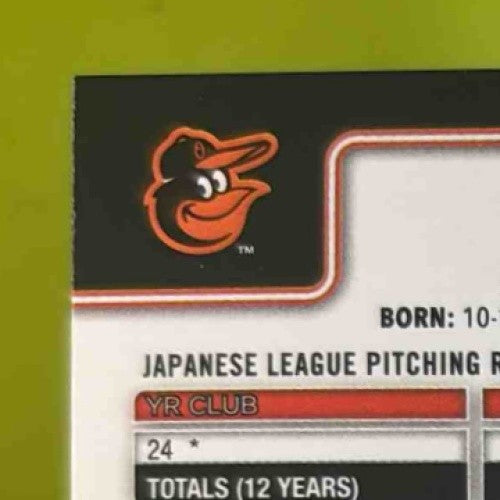 ™
BORN: 10-
JAPANESE LEAGUE PITCHING R
YR CLUB
24 *
TOTALS (12 YEARS)